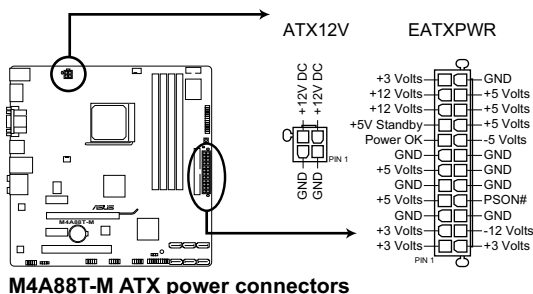 ATX12V
EATXPWR
+12V DC
+12V DC
GND
GND
PIN 1
+3 Volts GND
+12 Volts +5 Volts
+12 Volts +5 Volts
+5V Standby +5 Volts
Power OK -5 Volts
GND GND
+5 Volts GND
GND GND
+5 Volts PSON#
GND GND
+3 Volts -12 Volts
+3 Volts +3 Volts
PIN 1
ASUS
M4A88T-M
M4A88T-M ATX power connectors